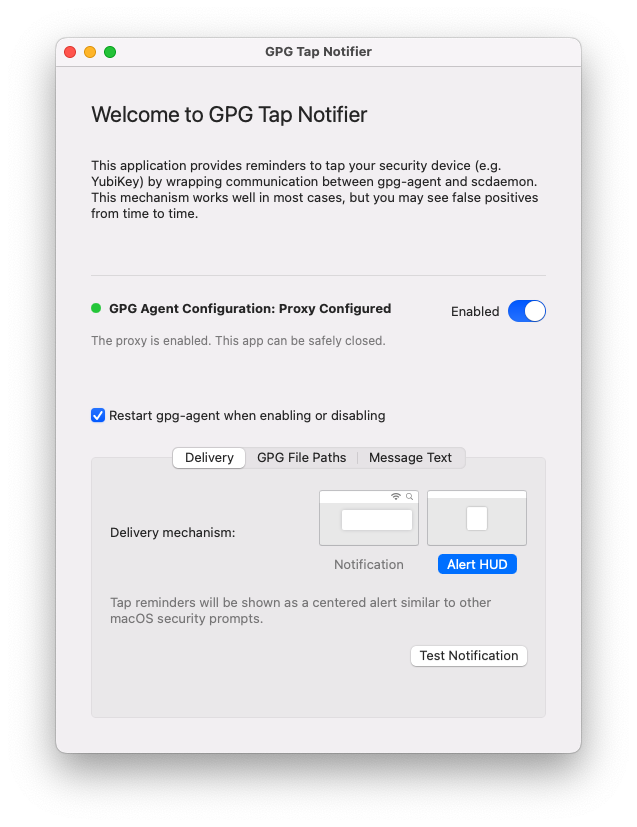 GPG Tap Notifier
Welcome to GPG Tap Notifier
This application provides reminders to tap your security device (e.g.
YubiKey) by wrapping communication between gpg-agent and scdaemon.
This mechanism works well in most cases, but you may see false positives
from time to time.
GPG Agent Configuration: Proxy Configured
Enabled
The proxy is enabled. This app can be safely closed.
Restart gpg-agent when enabling or disabling
Delivery GPG File Paths Message Text
Delivery mechanism:
Notification Alert HUD
Tap reminders will be shown as a centered alert similar to other
macOS security prompts.
Test Notification